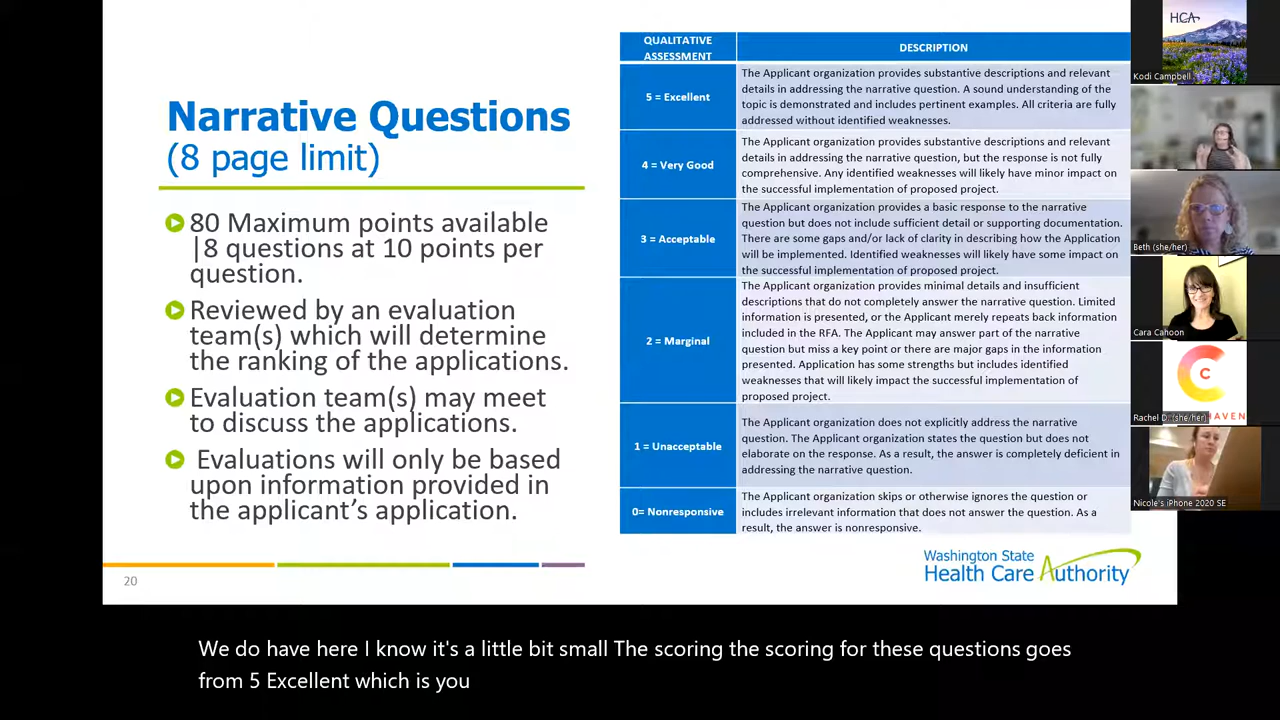 Narrative Questions
(8 page limit)
80 Maximum points available
|8 questions at 10 points per
question.
Reviewed by an evaluation
team(s) which will determine
the ranking of the applications.
Evaluation team(s) may meet
to discuss the applications.
Evaluations will only be based
upon information provided in
the applicant's application.
20
QUALITATIVE
ASSESSMENT
DESCRIPTION
5 = Excellent
The Applicant organization provides substantive descriptions and relevant
details in addressing the narrative question. A sound understanding of the
topic is demonstrated and includes pertinent examples. All criteria are fully
addressed without identified weaknesses.
4 = Very Good
The Applicant organization provides substantive descriptions and relevant
details in addressing the narrative question, but the response is not fully
comprehensive. Any identified weaknesses will likely have minor impact on
the successful implementation of proposed project.
3 = Acceptable
The Applicant organization provides a basic response to the narrative
question but does not include sufficient detail or supporting documentation.
There are some gaps and/or lack of clarity in describing how the Application
will be implemented. Identified weaknesses will likely have some impact on
the successful implementation of proposed project.
2 = Marginal
The Applicant organization provides minimal details and insufficient
descriptions that do not completely answer the narrative question. Limited
information is presented, or the Applicant merely repeats back information
included in the RFA. The Applicant may answer part of the narrative
question but miss a key point or there are major gaps in the information
presented. Application has some strengths but includes identified
weaknesses that will likely impact the successful implementation of
proposed project.
1 = Unacceptable
The Applicant organization does not explicitly address the narrative
question. The Applicant organization states the question but does not
elaborate on the response. As a result, the answer is completely deficient in
addressing the narrative question.
0= Nonresponsive
The Applicant organization skips or otherwise ignores the question or
includes irrelevant information that does not answer the question. As a
result, the answer is nonresponsive.
Washington State
Health Care Authority
HCA
Kodi Campbell
Beth (she/her)
Cara Cahoon
Rachel D. (she/her)
HAVEN
Nicole's iPhone 2020 SE
We do have here I know it's a little bit small The scoring the scoring for these questions goes
from 5 Excellent which is you